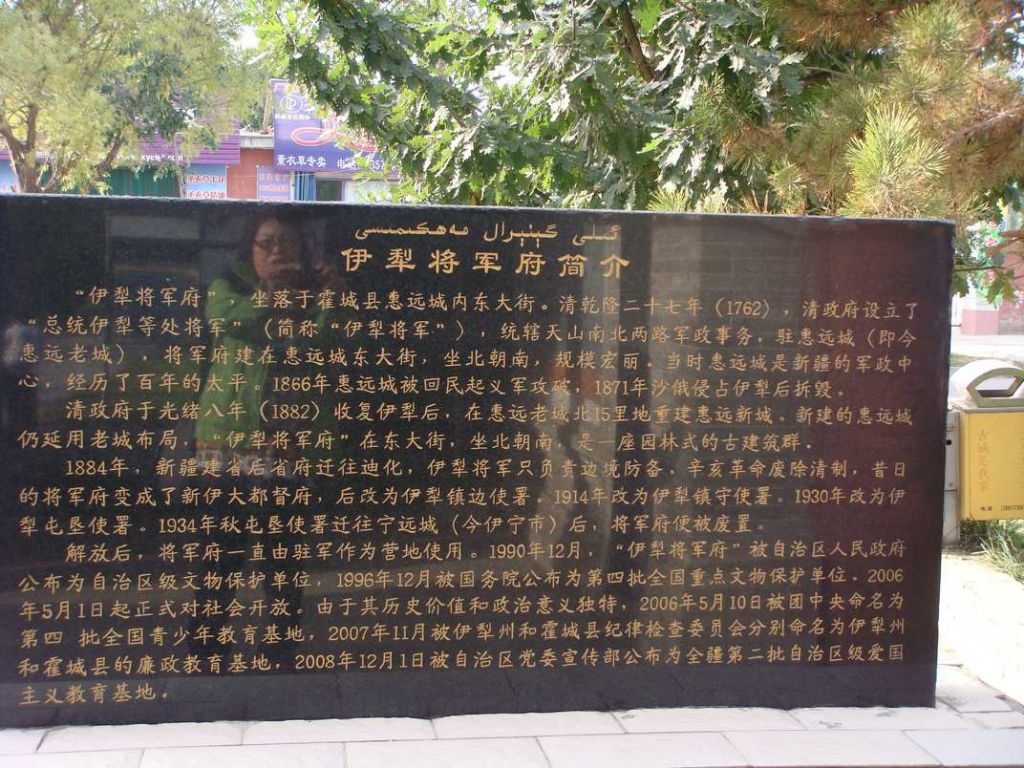 薰衣草专卖
ئىلى گېنېرال مەھكىمىسى
伊犁将军府简介
“伊犁将军府”，坐落于霍城县惠远城内东大街。清乾隆二十七年（1762），清政府设立了
“总统伊犁等处将军”（简称“伊犁将军”），统辖天山南北两路军政事务，驻惠远城（即今
惠远老城），将军府建在惠远城东大街，坐北朝南，规模宏丽。当时惠远城是新疆的军政中
心，经历了百年的太平。1866年惠远城被回民起义军攻破，1871年沙俄侵占伊犁后拆毁。
清政府于光绪八年（1882）收复伊犁后，在惠远老城北15里地重建惠远新城。新建的惠远城
仍延用老城布局，“伊犁将军府”在东大街，坐北朝南，是一座园林式的古建筑群。
1884年，新疆建省后省府迁往迪化，伊犁将军只负责边境防备。辛亥革命废除清制，昔日
的将军府变成了新伊大都督府，后改为伊犁镇边使署。1914年改为伊犁镇守使署。1930年改为伊
犁屯垦使署。1934年秋屯垦使署迁往宁远城（今伊宁市）后，将军府便被废置。
解放后，将军府一直由驻军作为营地使用。1990年12月，“伊犁将军府”被自治区人民政府
公布为自治区级文物保护单位，1996年12月被国务院公布为第四批全国重点文物保护单位。2006
年5月1日起正式对社会开放。由于其历史价值和政治意义独特，2006年5月10日被团中央命名为
第四 批全国青少年教育基地，2007年11月被伊犁州和霍城县纪律检查委员会分别命名为伊犁州
和霍城县的廉政教育基地，2008年12月1日被自治区党委宣传部公布为全疆第二批自治区级爱国
主义教育基地。